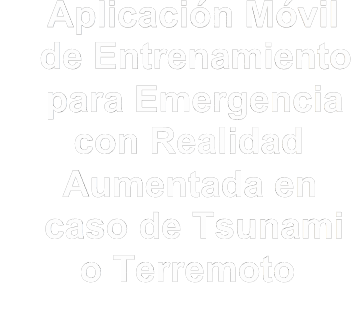 Aplicación Móvil
de Entrenamiento
para Emergencia
con Realidad
Aumentada en
caso de Tsunami
o Terremoto